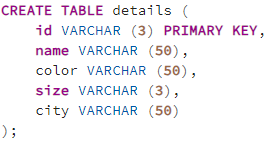 CREATE TABLE details (
    id VARCHAR (3) PRIMARY KEY,
    name VARCHAR (50),
    color VARCHAR (50),
    size VARCHAR (3),
    city VARCHAR (50)
);